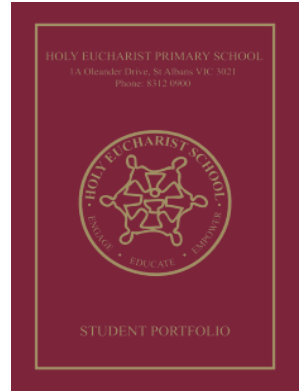 HOLY EUCHARIST PRIMARY SCHOOL
1A Oleander Drive, St Albans VIC 3021
Phone: 8312 0900
· HOLY EUCHARIST SCHOOL ·
ENGAGE • EDUCATE • EMPOWER
STUDENT PORTFOLIO